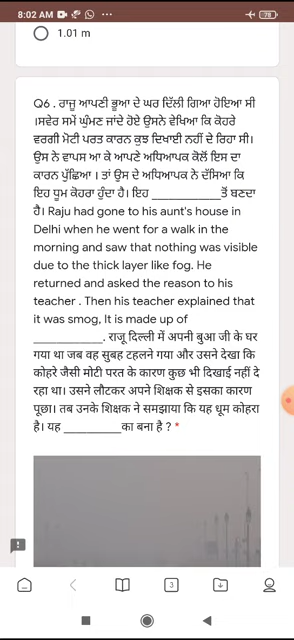 8:02 AM
78
1.01 m
Q6 . ਰਾਜੂ ਆਪਣੀ ਭੂਆ ਦੇ ਘਰ ਦਿੱਲੀ ਗਿਆ ਹੋਇਆ ਸੀ
।ਸਵੇਰ ਸਮੇਂ ਘੁੰਮਣ ਜਾਂਦੇ ਹੋਏ ਉਸਨੇ ਵੇਖਿਆ ਕਿ ਕੋਹਰੇ
ਵਰਗੀ ਮੋਟੀ ਪਰਤ ਕਾਰਨ ਕੁਝ ਦਿਖਾਈ ਨਹੀਂ ਦੇ ਰਿਹਾ ਸੀ।
ਉਸ ਨੇ ਵਾਪਸ ਆ ਕੇ ਆਪਣੇ ਅਧਿਆਪਕ ਕੋਲੋਂ ਇਸ ਦਾ
ਕਾਰਨ ਪੁੱਛਿਆ । ਤਾਂ ਉਸ ਦੇ ਅਧਿਆਪਕ ਨੇ ਦੱਸਿਆ ਕਿ
ਇਹ ਧੂਮ ਕੋਹਰਾ ਹੁੰਦਾ ਹੈ। ਇਹ ____________ਤੋਂ ਬਣਦਾ
ਹੈ। Raju had gone to his aunt's house in
Delhi when he went for a walk in the
morning and saw that nothing was visible
due to the thick layer like fog. He
returned and asked the reason to his
teacher . Then his teacher explained that
it was smog, It is made up of
____________. राजू दिल्ली में अपनी बुआ जी के घर
गया था जब वह सुबह टहलने गया और उसने देखा कि
कोहरे जैसी मोटी परत के कारण कुछ भी दिखाई नहीं दे
रहा था। उसने लौटकर अपने शिक्षक से इसका कारण
पूछा। तब उनके शिक्षक ने समझाया कि यह धूम कोहरा
है। यह __________का बना है ? *
3